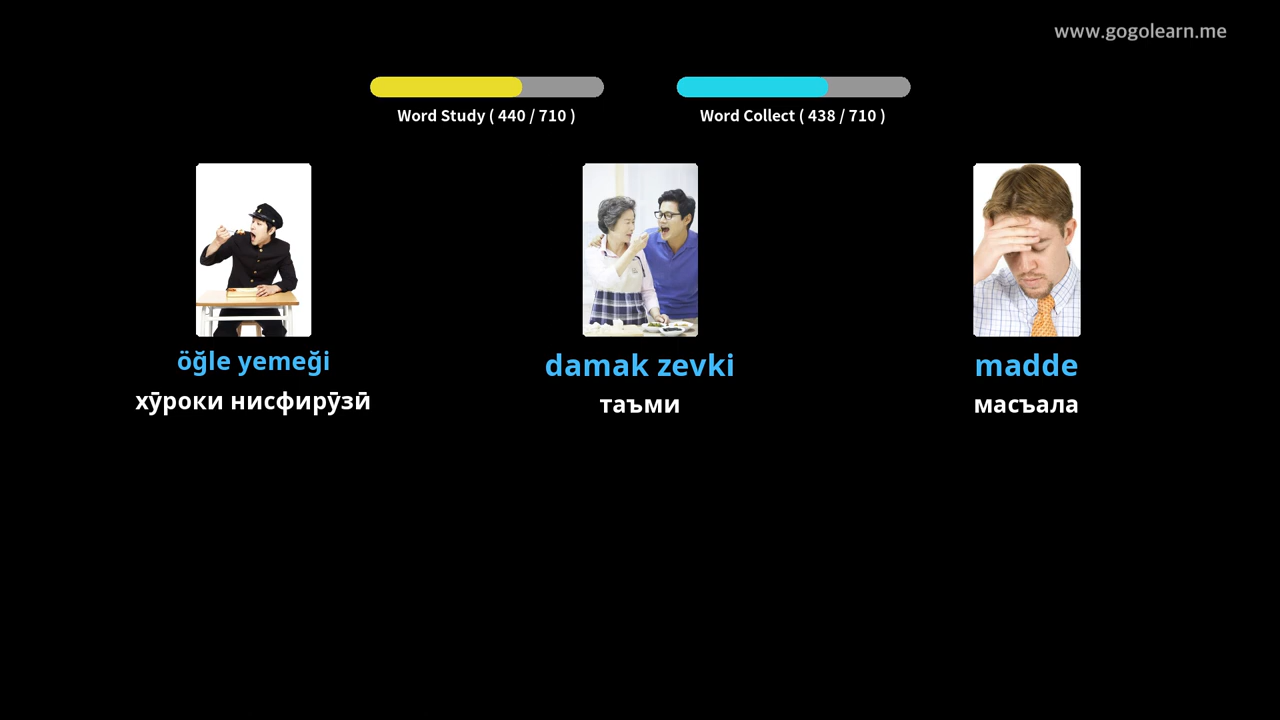 www.gogolearn.me
Word Study ( 440 / 710 )
Word Collect ( 438 / 710 )
öğle yemeği
хӯроки нисфирӯзӣ
damak zevki
таъми
madde
масъала